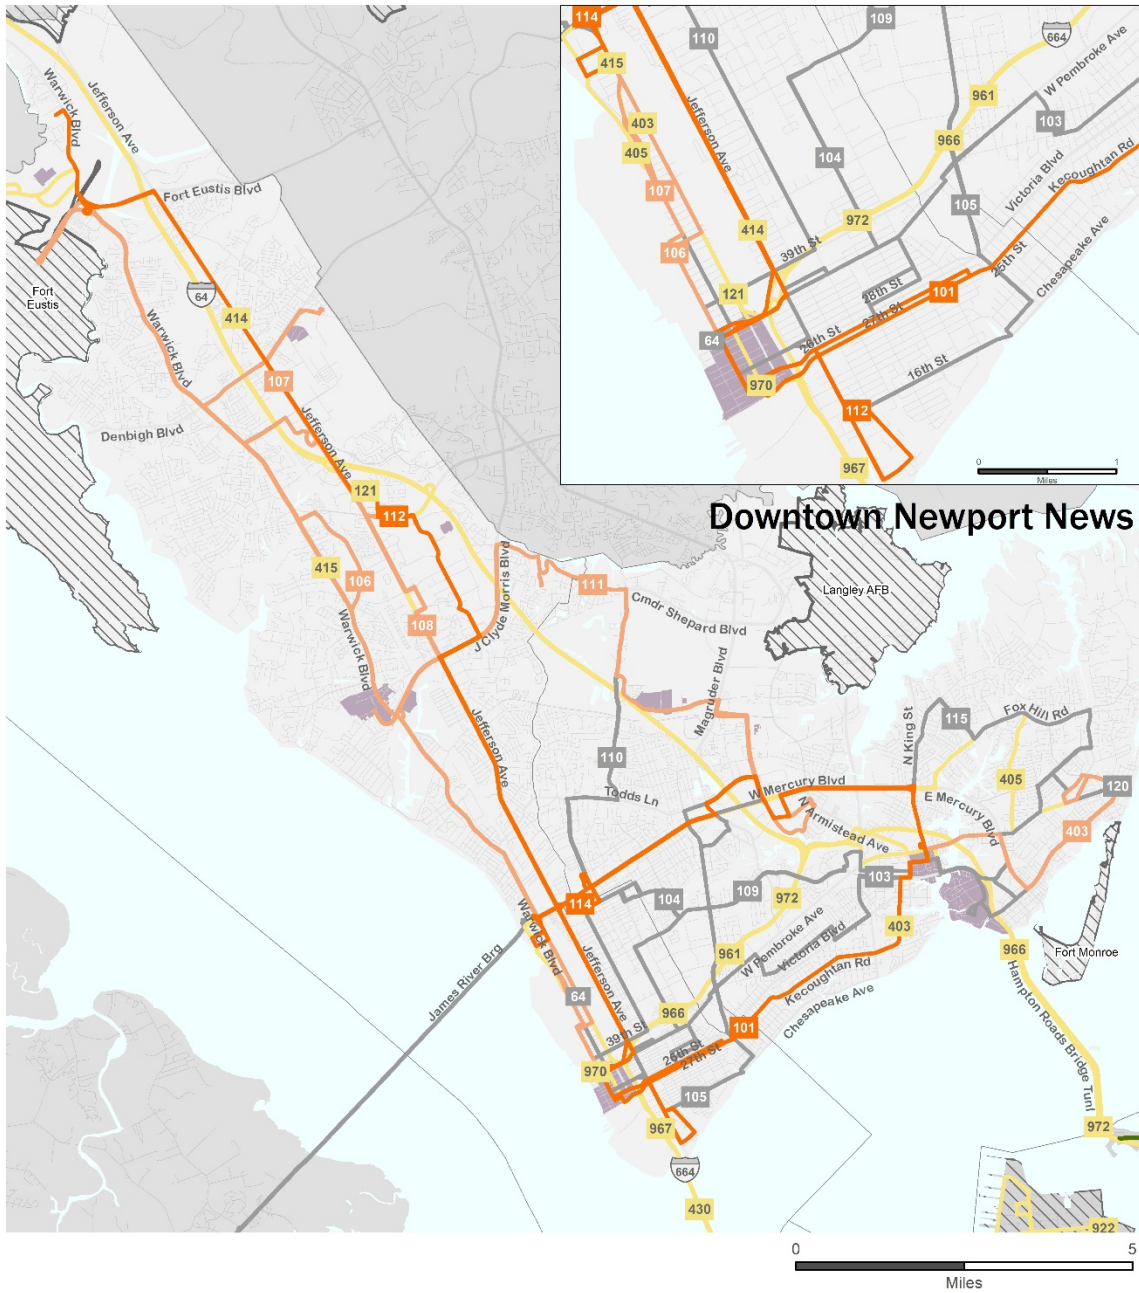 114
110
109
664
W Pembroke Ave
415
Jefferson Ave
961
403
103
405
966
104
Victoria Blvd
Kecoughtan Rd
107
105
972
414
106
39th St
25th St
Chesapeake Ave
28th St
121
101
27th St
64
26th St
16th St
970
112
967
0
1
Miles
Downtown Newport News
Warwick Blvd
Jefferson Ave
Fort Eustis Blvd
Fort
Eustis
64
414
Warwick Blvd
107
Denbigh Blvd
Jefferson Ave
121
112
415
106
J Clyde Morris Blvd
111
Langley AFB
Cmdr Shepard Blvd
108
Warwick Blvd
Magruder Blvd
N King St
115
Fox Hill Rd
Jefferson Ave
110
405
Todds Ln
W Mercury Blvd
E Mercury Blvd
120
N Armistead Ave
403
103
109
104
972
114
Warwick Blvd
403
961
W Pembroke Ave
Victoria Blvd
966
Fort Monroe
James River Brg
Jefferson Ave
Kecoughtan Rd
64
Chesapeake Ave
Hampton Roads Bridge Tunl
966
39th St
101
26th St
27th St
970
105
967
972
664
430
922
0
5
Miles